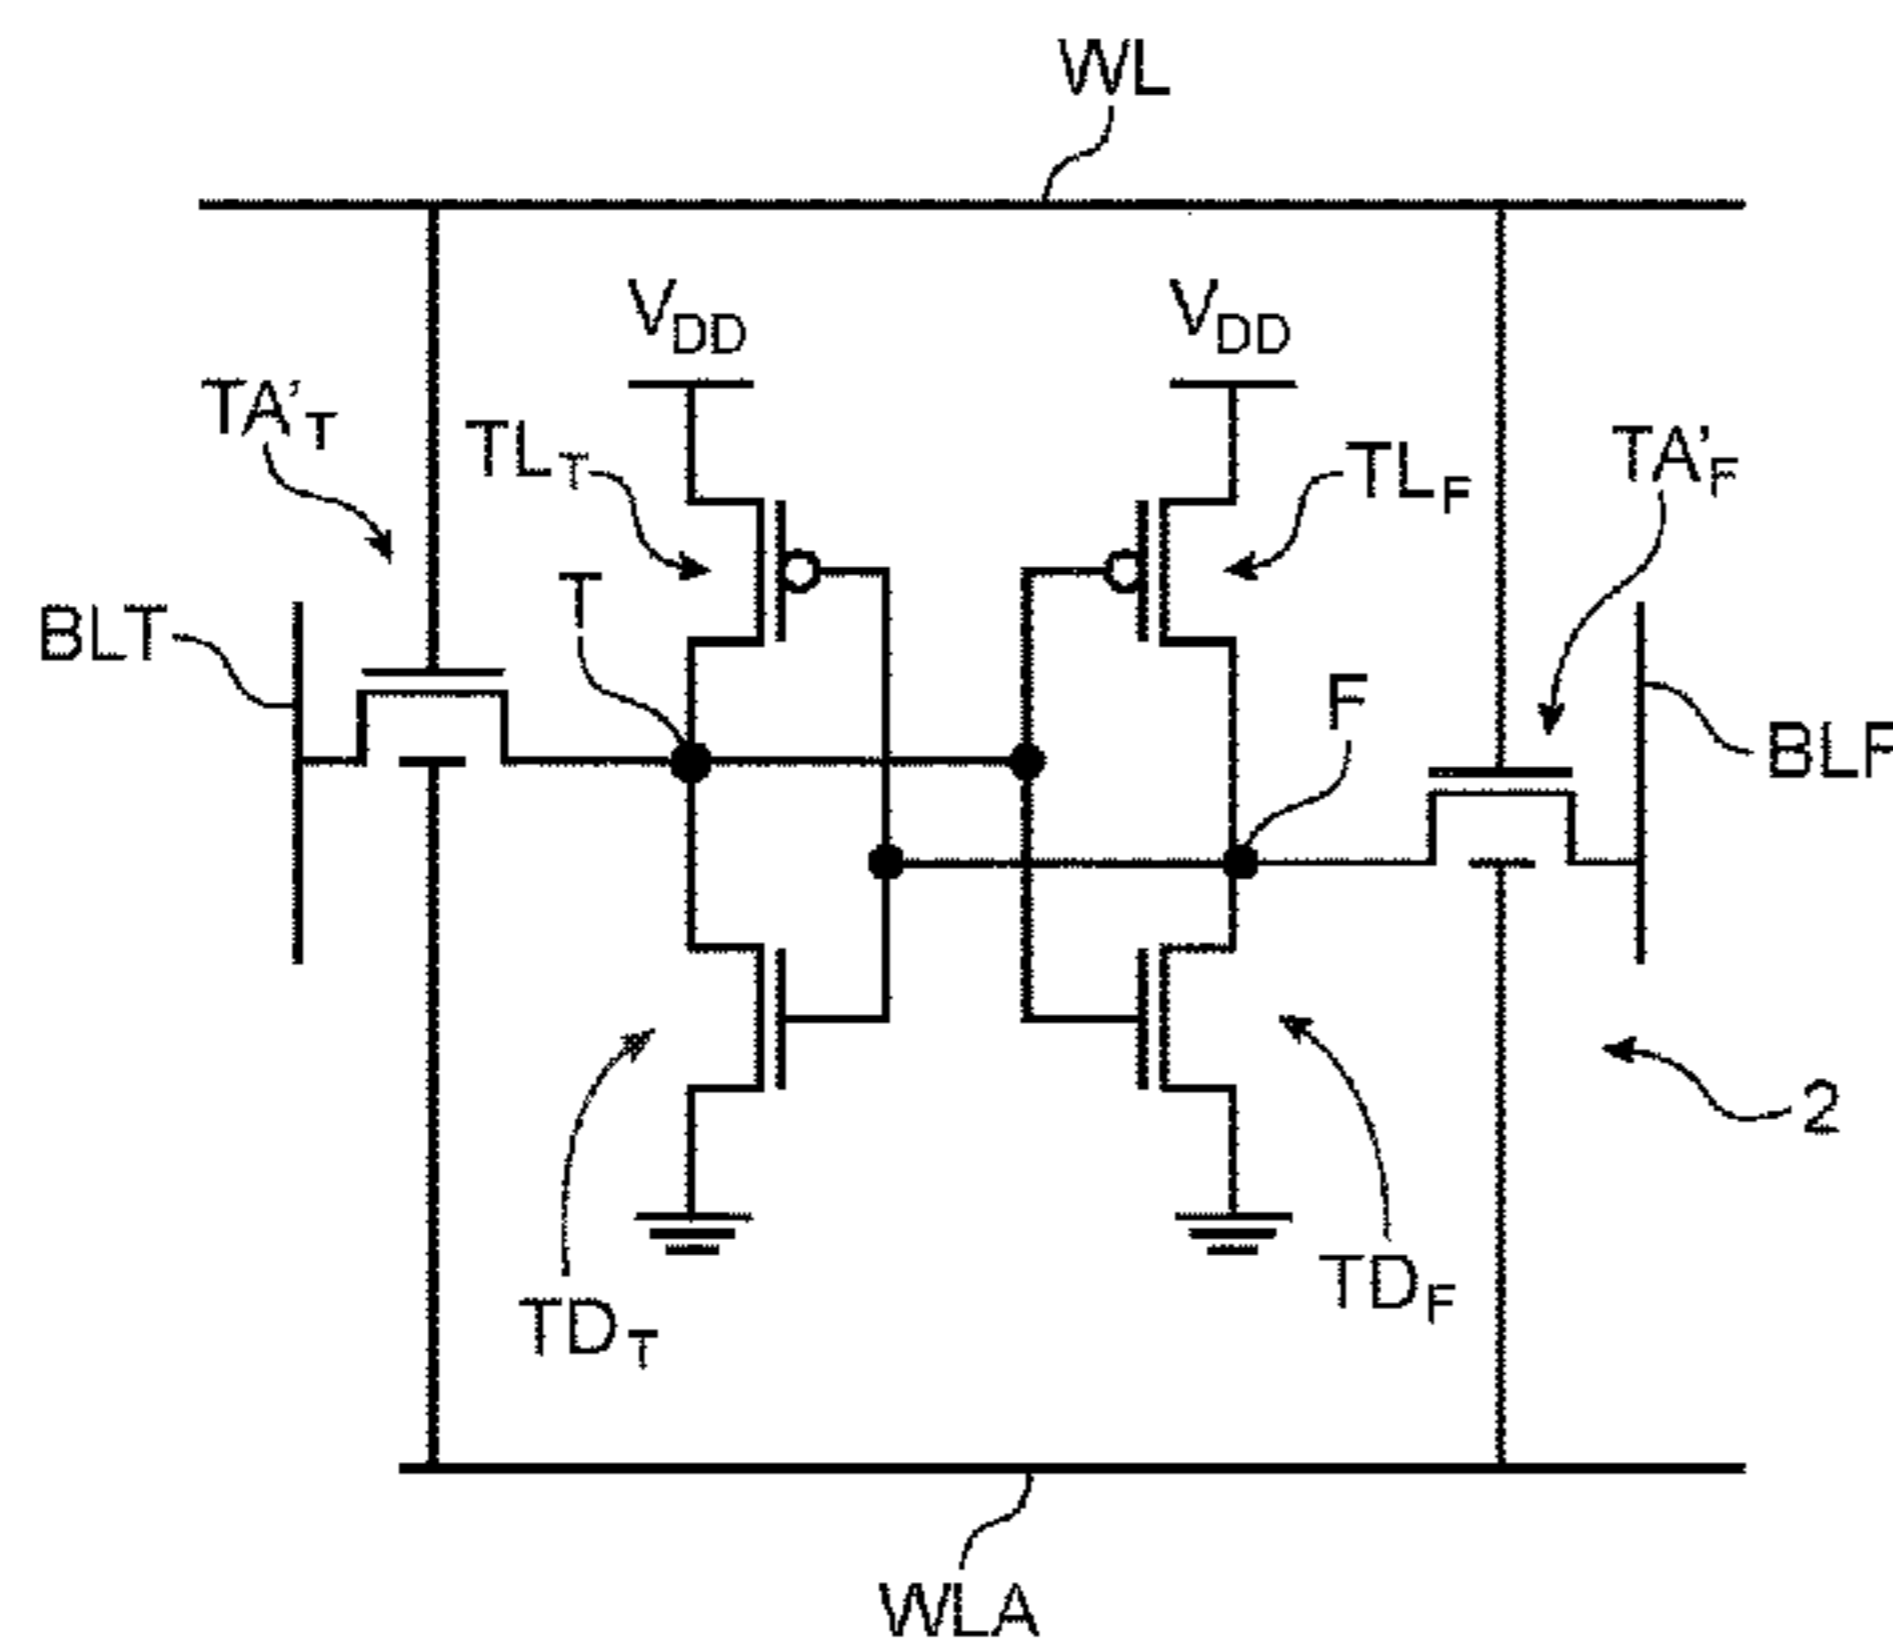 WL
VDD VDD
TA'T
TLT
TLF
TA'F
T
BLT
F
BLF
2
TDT
TDF
WLA